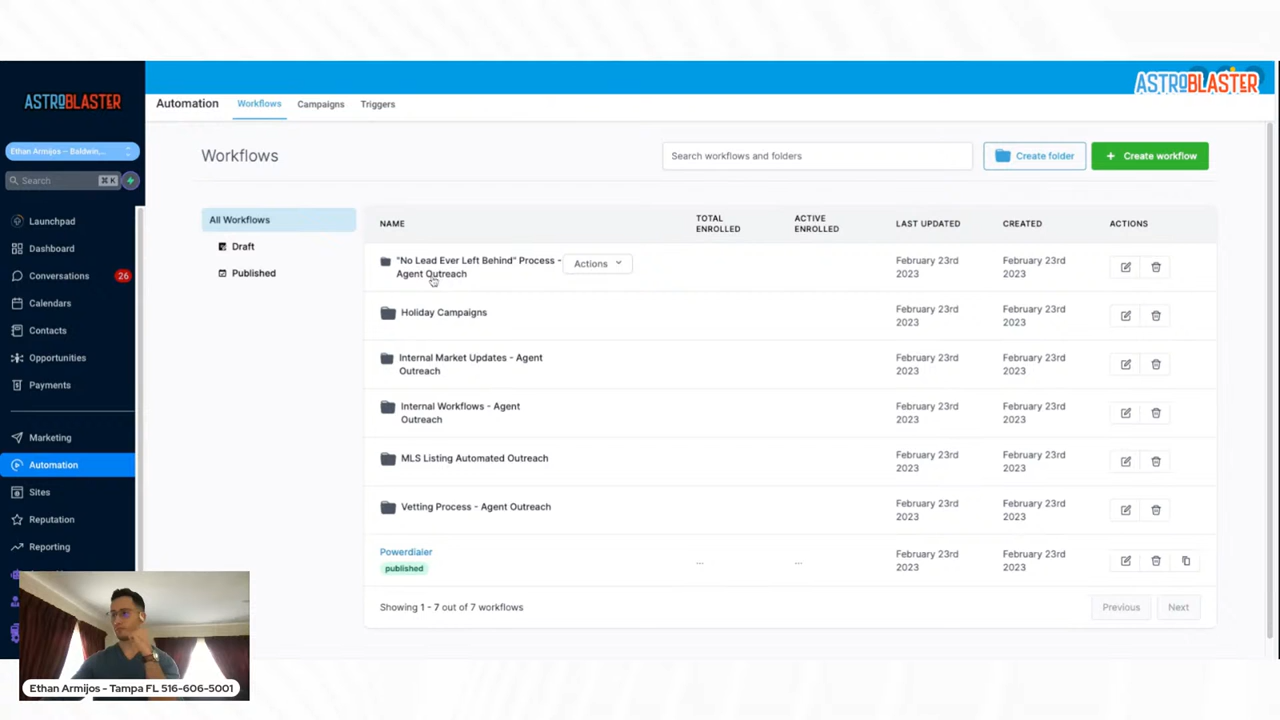 ASTROBLASTER
ASTROBLASTER
Ethan Armijos -- Baldwin,...
Search
⌘K
Launchpad
Dashboard
Conversations
26
Calendars
Contacts
Opportunities
Payments
Marketing
Automation
Sites
Reputation
Reporting
Automation
Workflows
Campaigns
Triggers
Workflows
Search workflows and folders
Create folder
+ Create workflow
All Workflows
Draft
Published
NAME
TOTAL
ENROLLED
ACTIVE
ENROLLED
LAST UPDATED
CREATED
ACTIONS
"No Lead Ever Left Behind" Process -
Agent Outreach
Actions
February 23rd
2023
February 23rd
2023
Holiday Campaigns
February 23rd
2023
February 23rd
2023
Internal Market Updates - Agent
Outreach
February 23rd
2023
February 23rd
2023
Internal Workflows - Agent
Outreach
February 23rd
2023
February 23rd
2023
MLS Listing Automated Outreach
February 23rd
2023
February 23rd
2023
Vetting Process - Agent Outreach
February 23rd
2023
February 23rd
2023
Powerdialer
published
...
...
February 23rd
2023
February 23rd
2023
Showing 1 - 7 out of 7 workflows
Previous
Next
Ethan Armijos - Tampa FL 516-606-5001